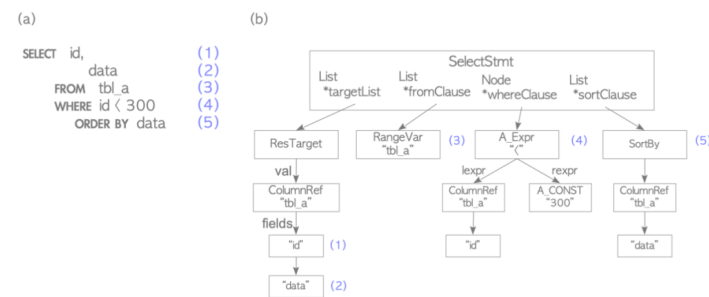 (a)
SELECT id, (1)
data (2)
FROM tbl_a (3)
WHERE id < 300 (4)
ORDER BY data (5)
(b)
SelectStmt
List List Node List
*targetList *fromClause *whereClause *sortClause
ResTarget
RangeVar
"tbl_a"
(3)
A_Expr
"<"
(4)
SortBy
(5)
val
lexpr rexpr
ColumnRef
"tbl_a"
ColumnRef
"tbl_a"
A_CONST
"300"
ColumnRef
"tbl_a"
fields
"id" (1)
"id"
"data"
"data" (2)